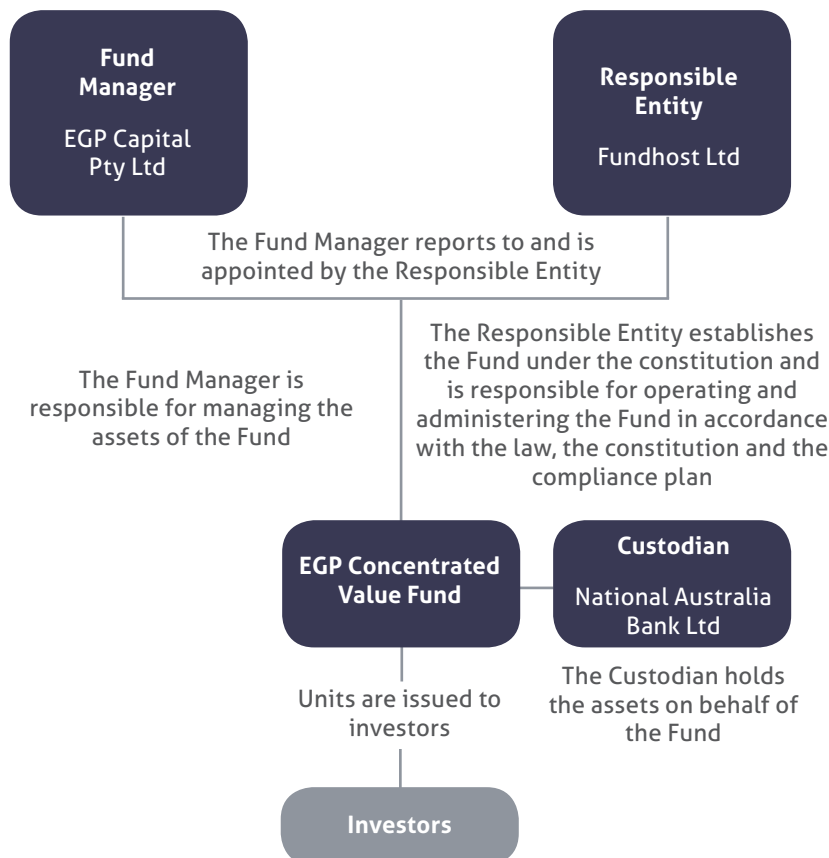 Fund
Manager
EGP Capital
Pty Ltd
Responsible
Entity
Fundhost Ltd
The Fund Manager reports to and is
appointed by the Responsible Entity
The Fund Manager is
responsible for managing the
assets of the Fund
The Responsible Entity establishes
the Fund under the constitution and
is responsible for operating and
administering the Fund in accordance
with the law, the constitution and the
compliance plan
EGP Concentrated
Value Fund
Custodian
National Australia
Bank Ltd
The Custodian holds
the assets on behalf of
the Fund
Units are issued to
investors
Investors